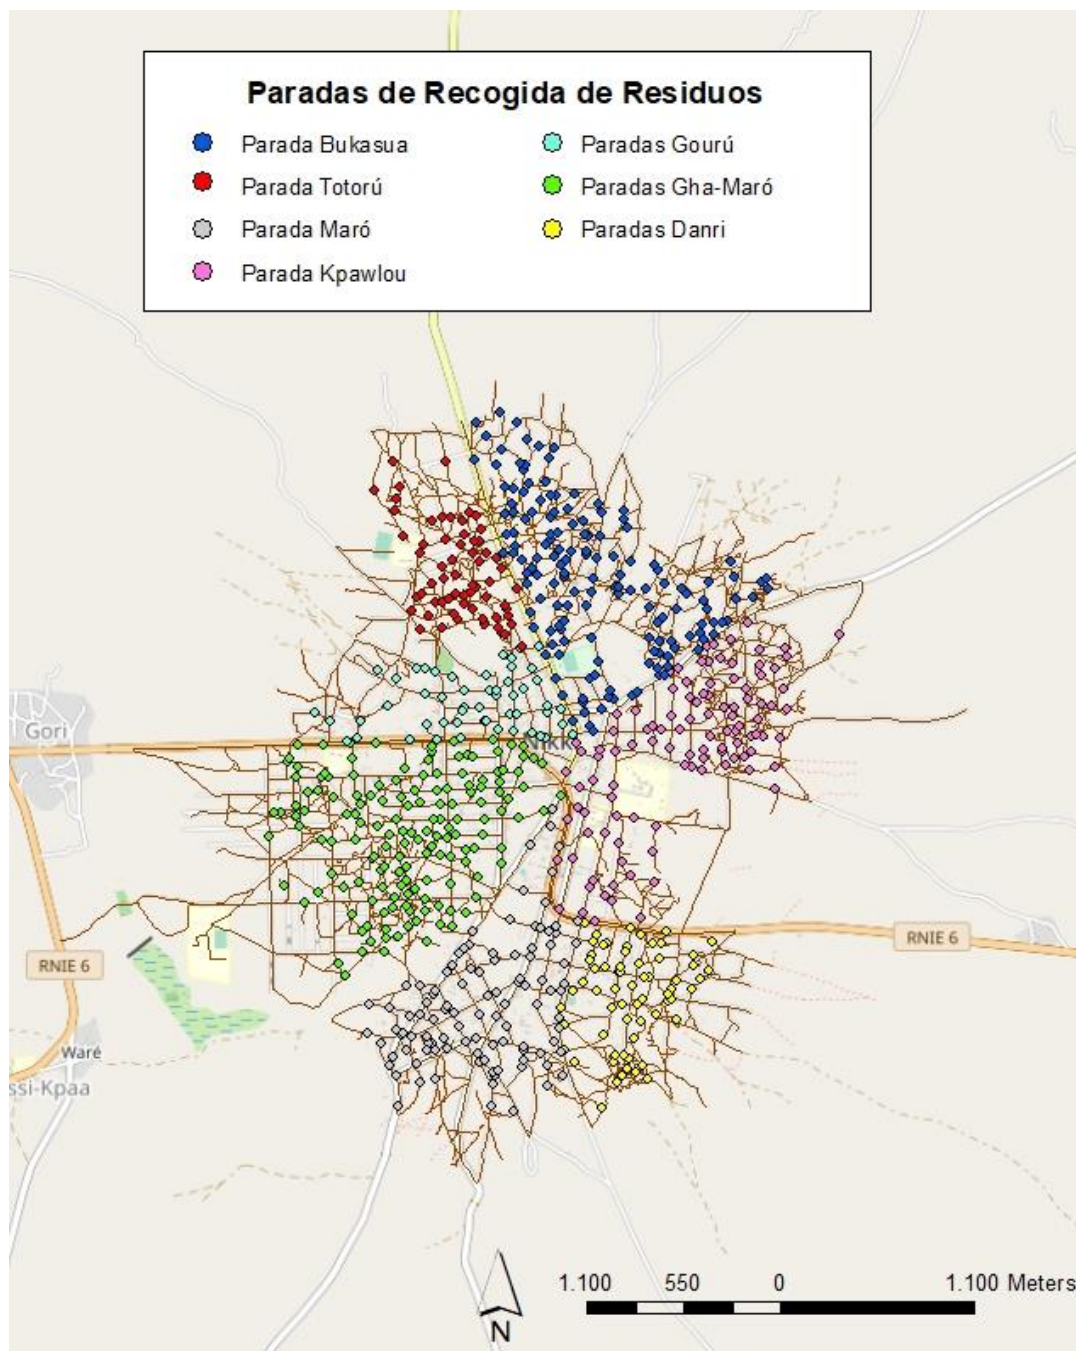 Paradas de Recogida de Residuos
Parada Bukasua
Paradas Gourú
Parada Totorú
Paradas Gha-Maró
Parada Maró
Paradas Danri
Parada Kpawlou
Gori
Nikk
RNIE 6
RNIE 6
Waré
ssi-Kpaa
1.100 550 0 1.100 Meters
N